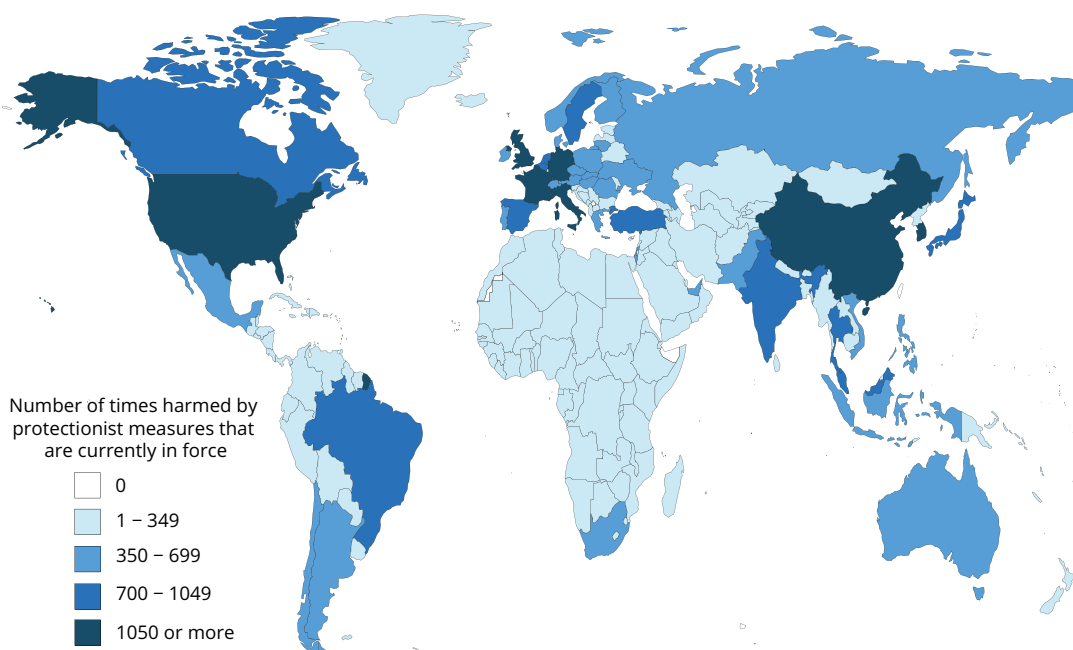 Number of times harmed by
protectionist measures that
are currently in force
0
1 − 349
350 − 699
700 − 1049
1050 or more